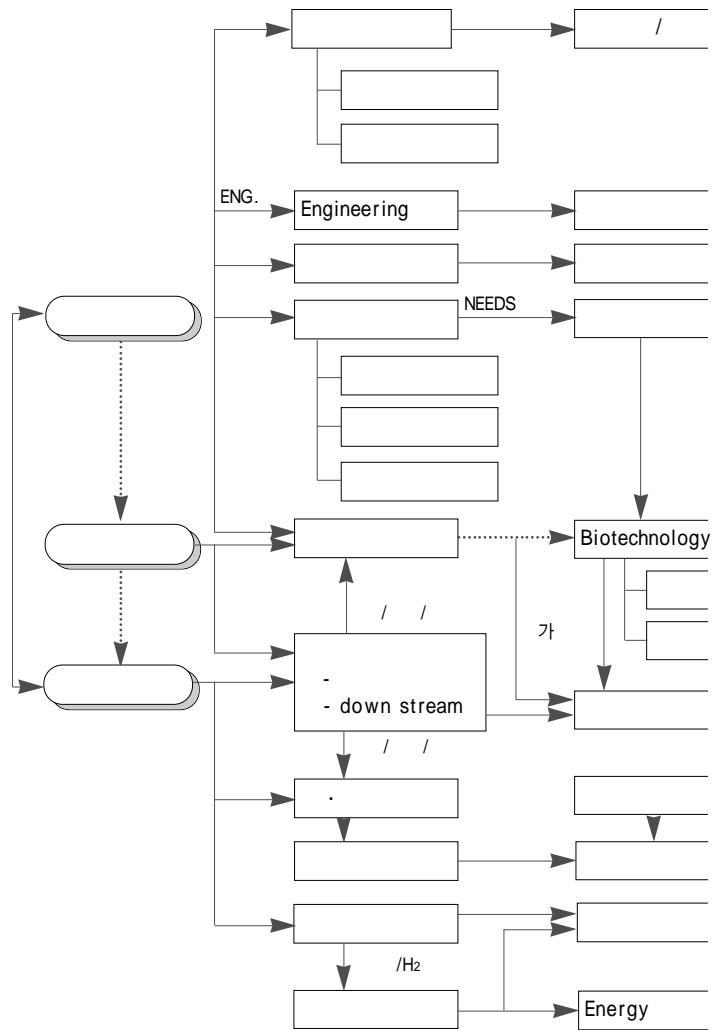 /
ENG.
Engineering
NEEDS
Biotechnology
/ /
가
-
- down stream
/ /
·
/H₂
Energy